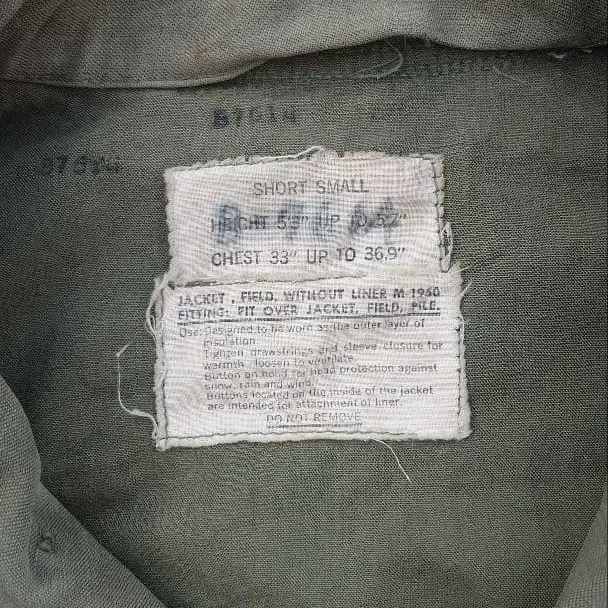 B7514
B7514
SHORT SMALL
HEIGHT 5'3" UP TO 5'7"
CHEST 33" UP TO 36.9"
JACKET , FIELD, WITHOUT LINER M 1960
FITTING: FIT OVER JACKET, FIELD, PILE
Use: Designed to be worn as the outer layer of
insulation.
Tighten drawstrings and sleeve closure for
warmth , loosen to ventilate
Button on hood for head protection against
snow, rain and wind.
Buttons located on the inside of the jacket
are intended for attachment of liner.
DO NOT REMOVE